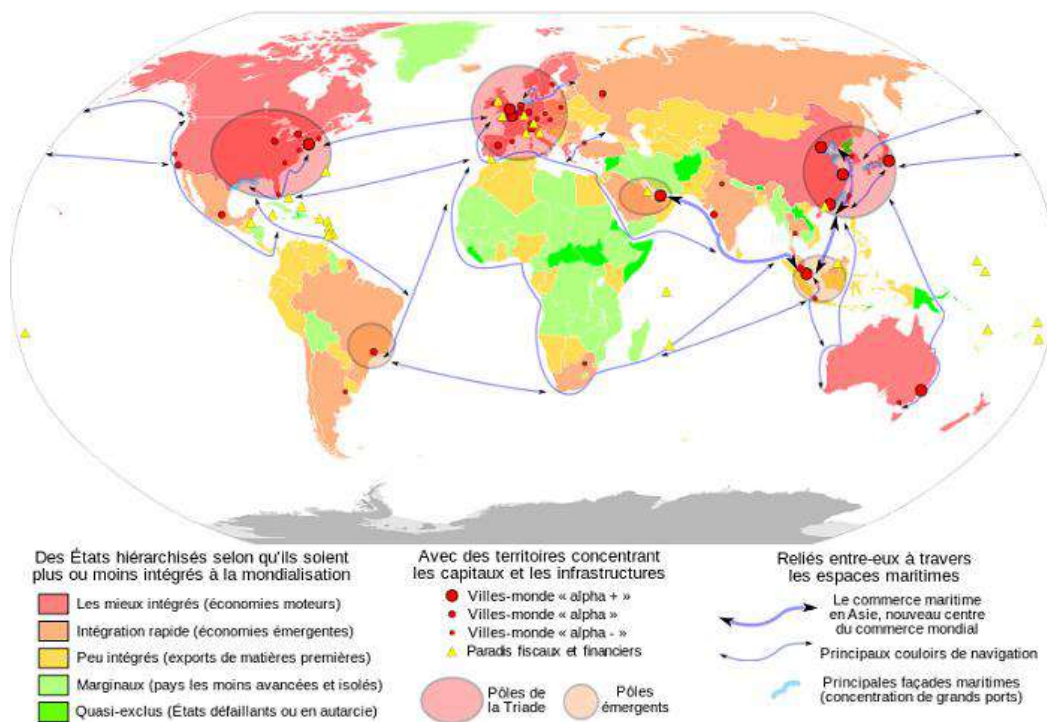 Des États hiérarchisés selon qu'ils soient
plus ou moins intégrés à la mondialisation
Les mieux intégrés (économies moteurs)
Intégration rapide (économies émergentes)
Peu intégrés (exports de matières premières)
Marginaux (pays les moins avancées et isolés)
Quasi-exclus (États défaillants ou en autarcie)
Avec des territoires concentrant
les capitaux et les infrastructures
Villes-monde « alpha + »
Villes-monde « alpha »
Villes-monde « alpha - »
Paradis fiscaux et financiers
Pôles de
la Triade
Pôles
émergents
Reliés entre-eux à travers
les espaces maritimes
Le commerce maritime
en Asie, nouveau centre
du commerce mondial
Principaux couloirs de navigation
Principales façades maritimes
(concentration de grands ports)